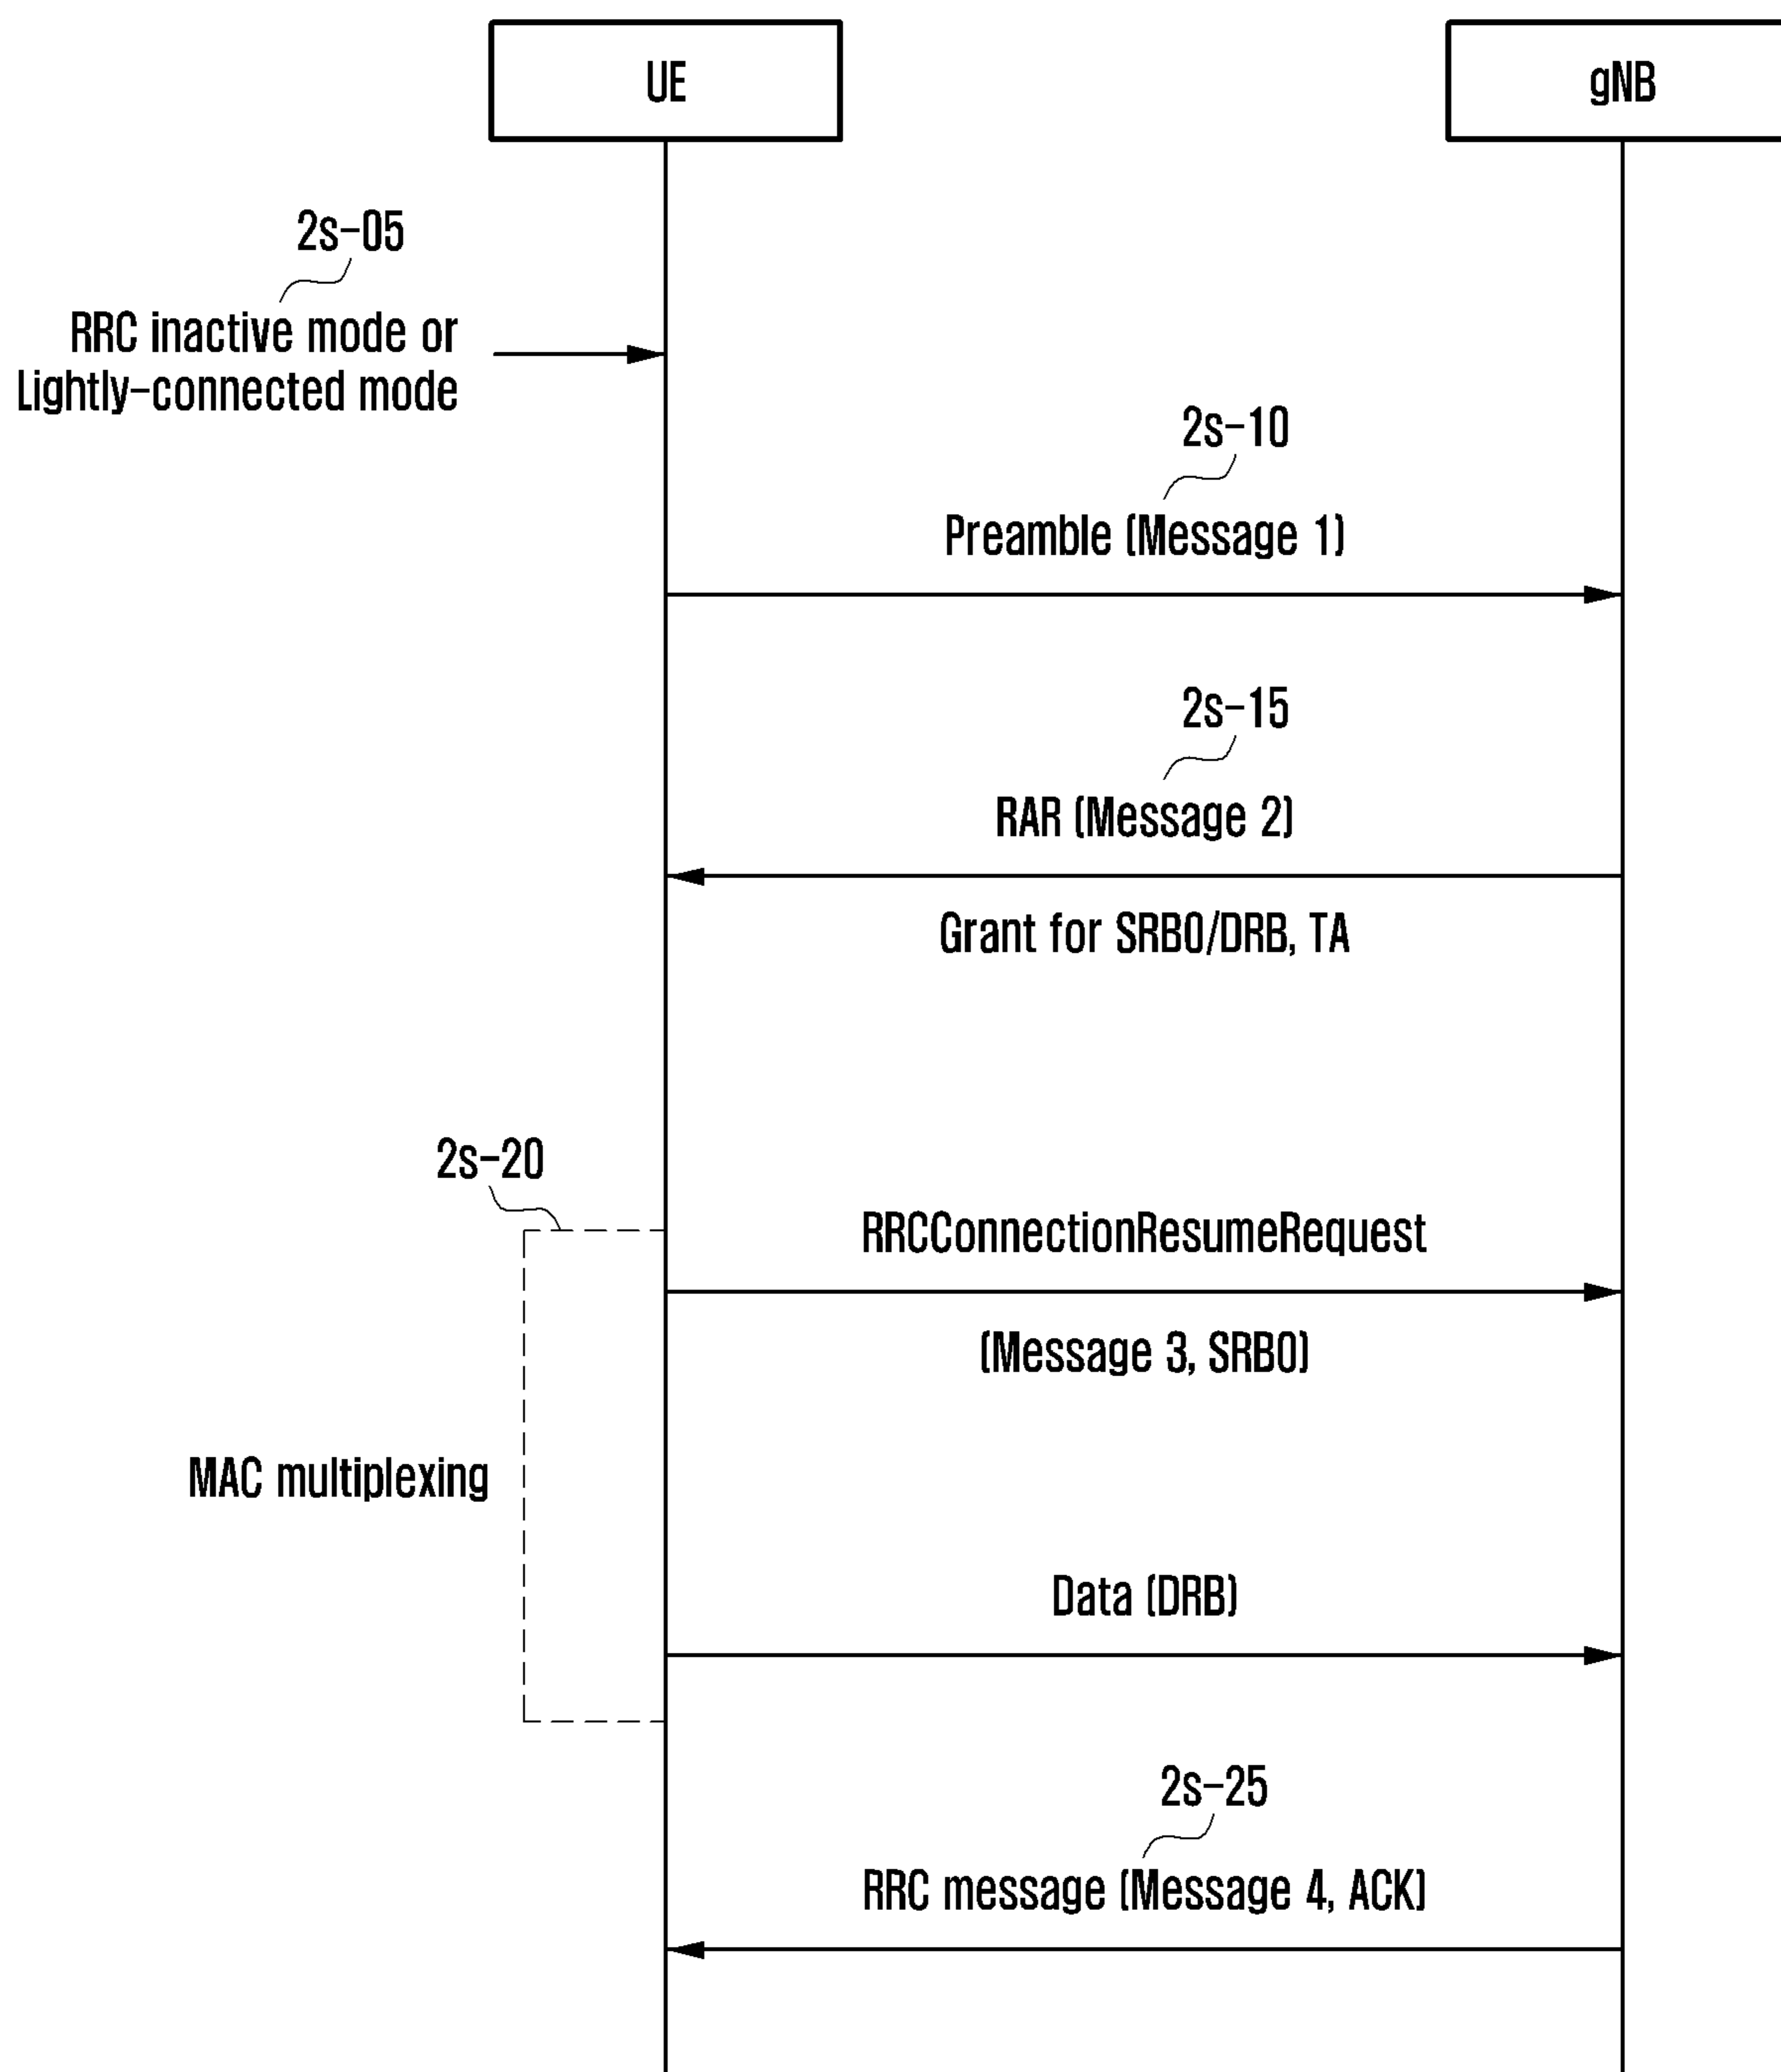 UE
gNB
2s-05
RRC inactive mode or
Lightly-connected mode
2s-10
Preamble (Message 1)
2s-15
RAR (Message 2)
Grant for SRB0/DRB, TA
2s-20
RRCConnectionResumeRequest
(Message 3, SRB0)
MAC multiplexing
Data (DRB)
2s-25
RRC message (Message 4, ACK)